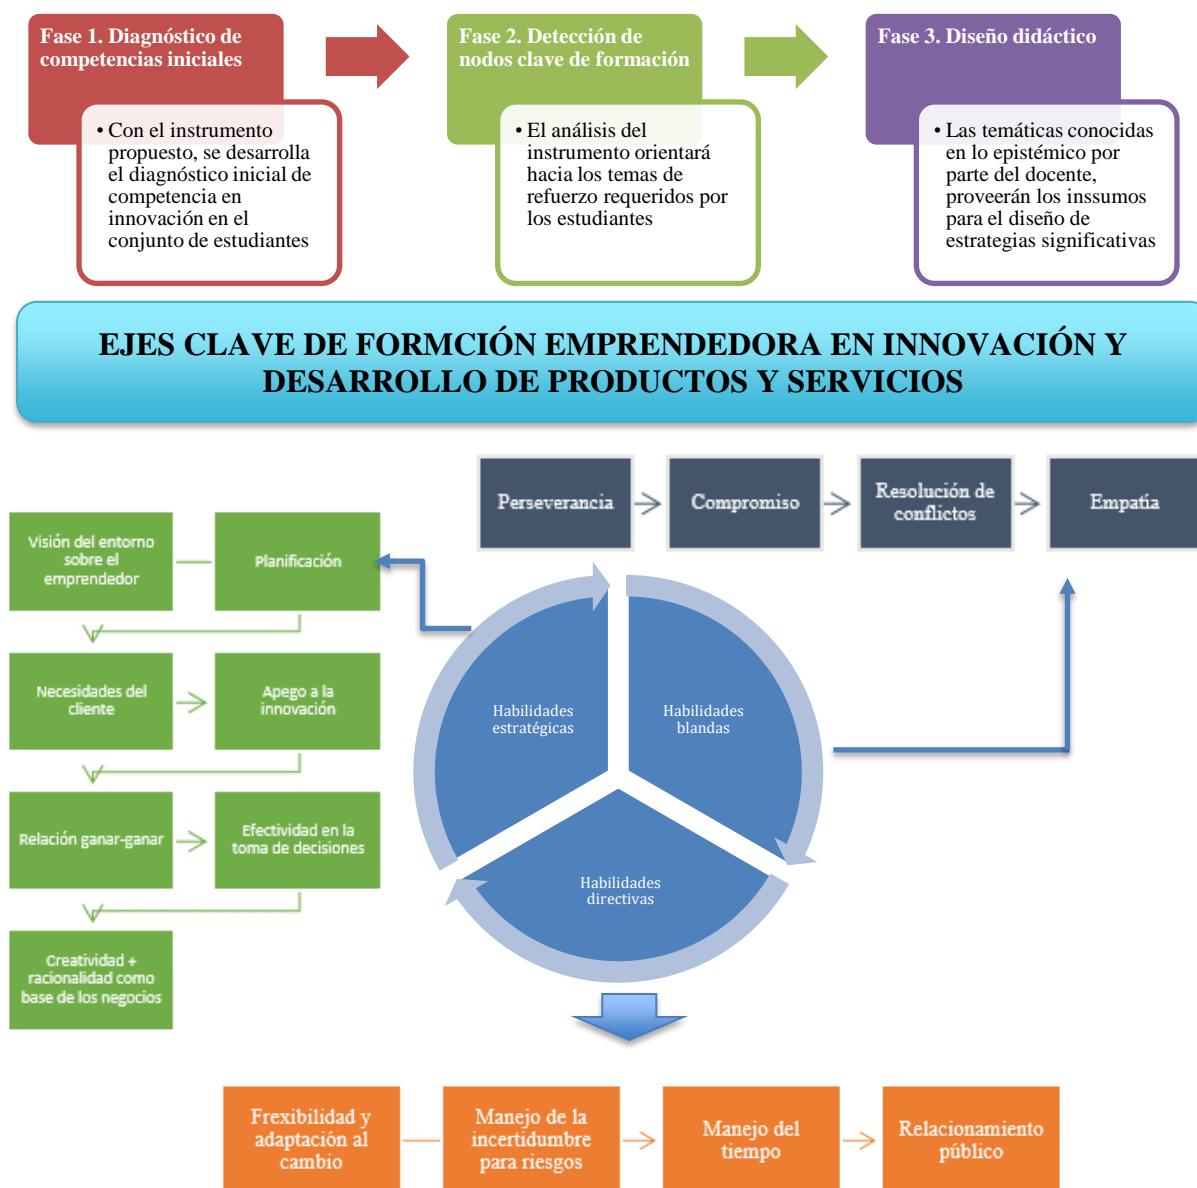 Fase 1. Diagnóstico de
competencias iniciales
• Con el instrumento
propuesto, se desarrolla
el diagnóstico inicial de
competencia en
innovación en el
conjunto de estudiantes
Fase 2. Detección de
nodos clave de formación
• El análisis del
instrumento orientará
hacia los temas de
refuerzo requeridos por
los estudiantes
Fase 3. Diseño didáctico
• Las temáticas conocidas
en lo epistémico por
parte del docente,
proveerán los inssumos
para el diseño de
estrategias significativas
EJES CLAVE DE FORMCIÓN EMPRENDEDORA EN INNOVACIÓN Y
DESARROLLO DE PRODUCTOS Y SERVICIOS
Perseverancia
Compromiso
Resolución de
conflictos
Empatía
Visión del entorno
sobre el
emprendedor
Planificación
Necesidades del
cliente
Apego a la
innovación
Relación ganar-ganar
Efectividad en la
toma de decisiones
Creatividad +
racionalidad como
base de los negocios
Habilidades
estratégicas
Habilidades
blandas
Habilidades
directivas
Frexibilidad y
adaptación al
cambio
Manejo de la
incertidumbre
para riesgos
Manejo del
tiempo
Relacionamiento
público